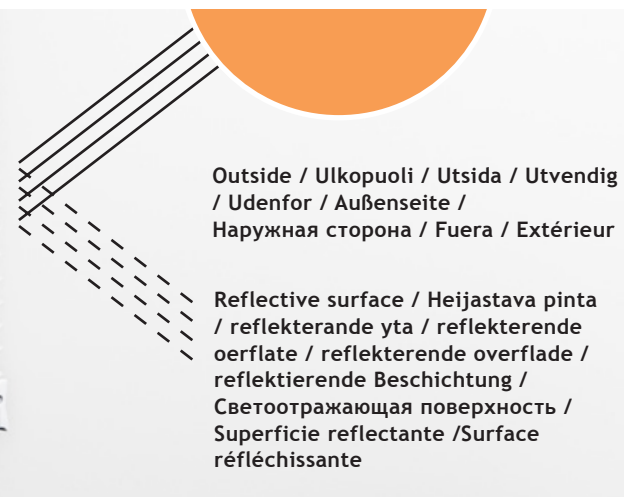 Outside / Ulkopuoli / Utsida / Utvendig
/ Udenfor / Außenseite /
Наружная сторона / Fuera / Extérieur
Reflective surface / Heijastava pinta
/ reflekterande yta / reflekterende
oerflate / reflekterende overflade /
reflektierende Beschichtung /
Светоотражающая поверхность /
Superficie reflectante /Surface
réfléchissante